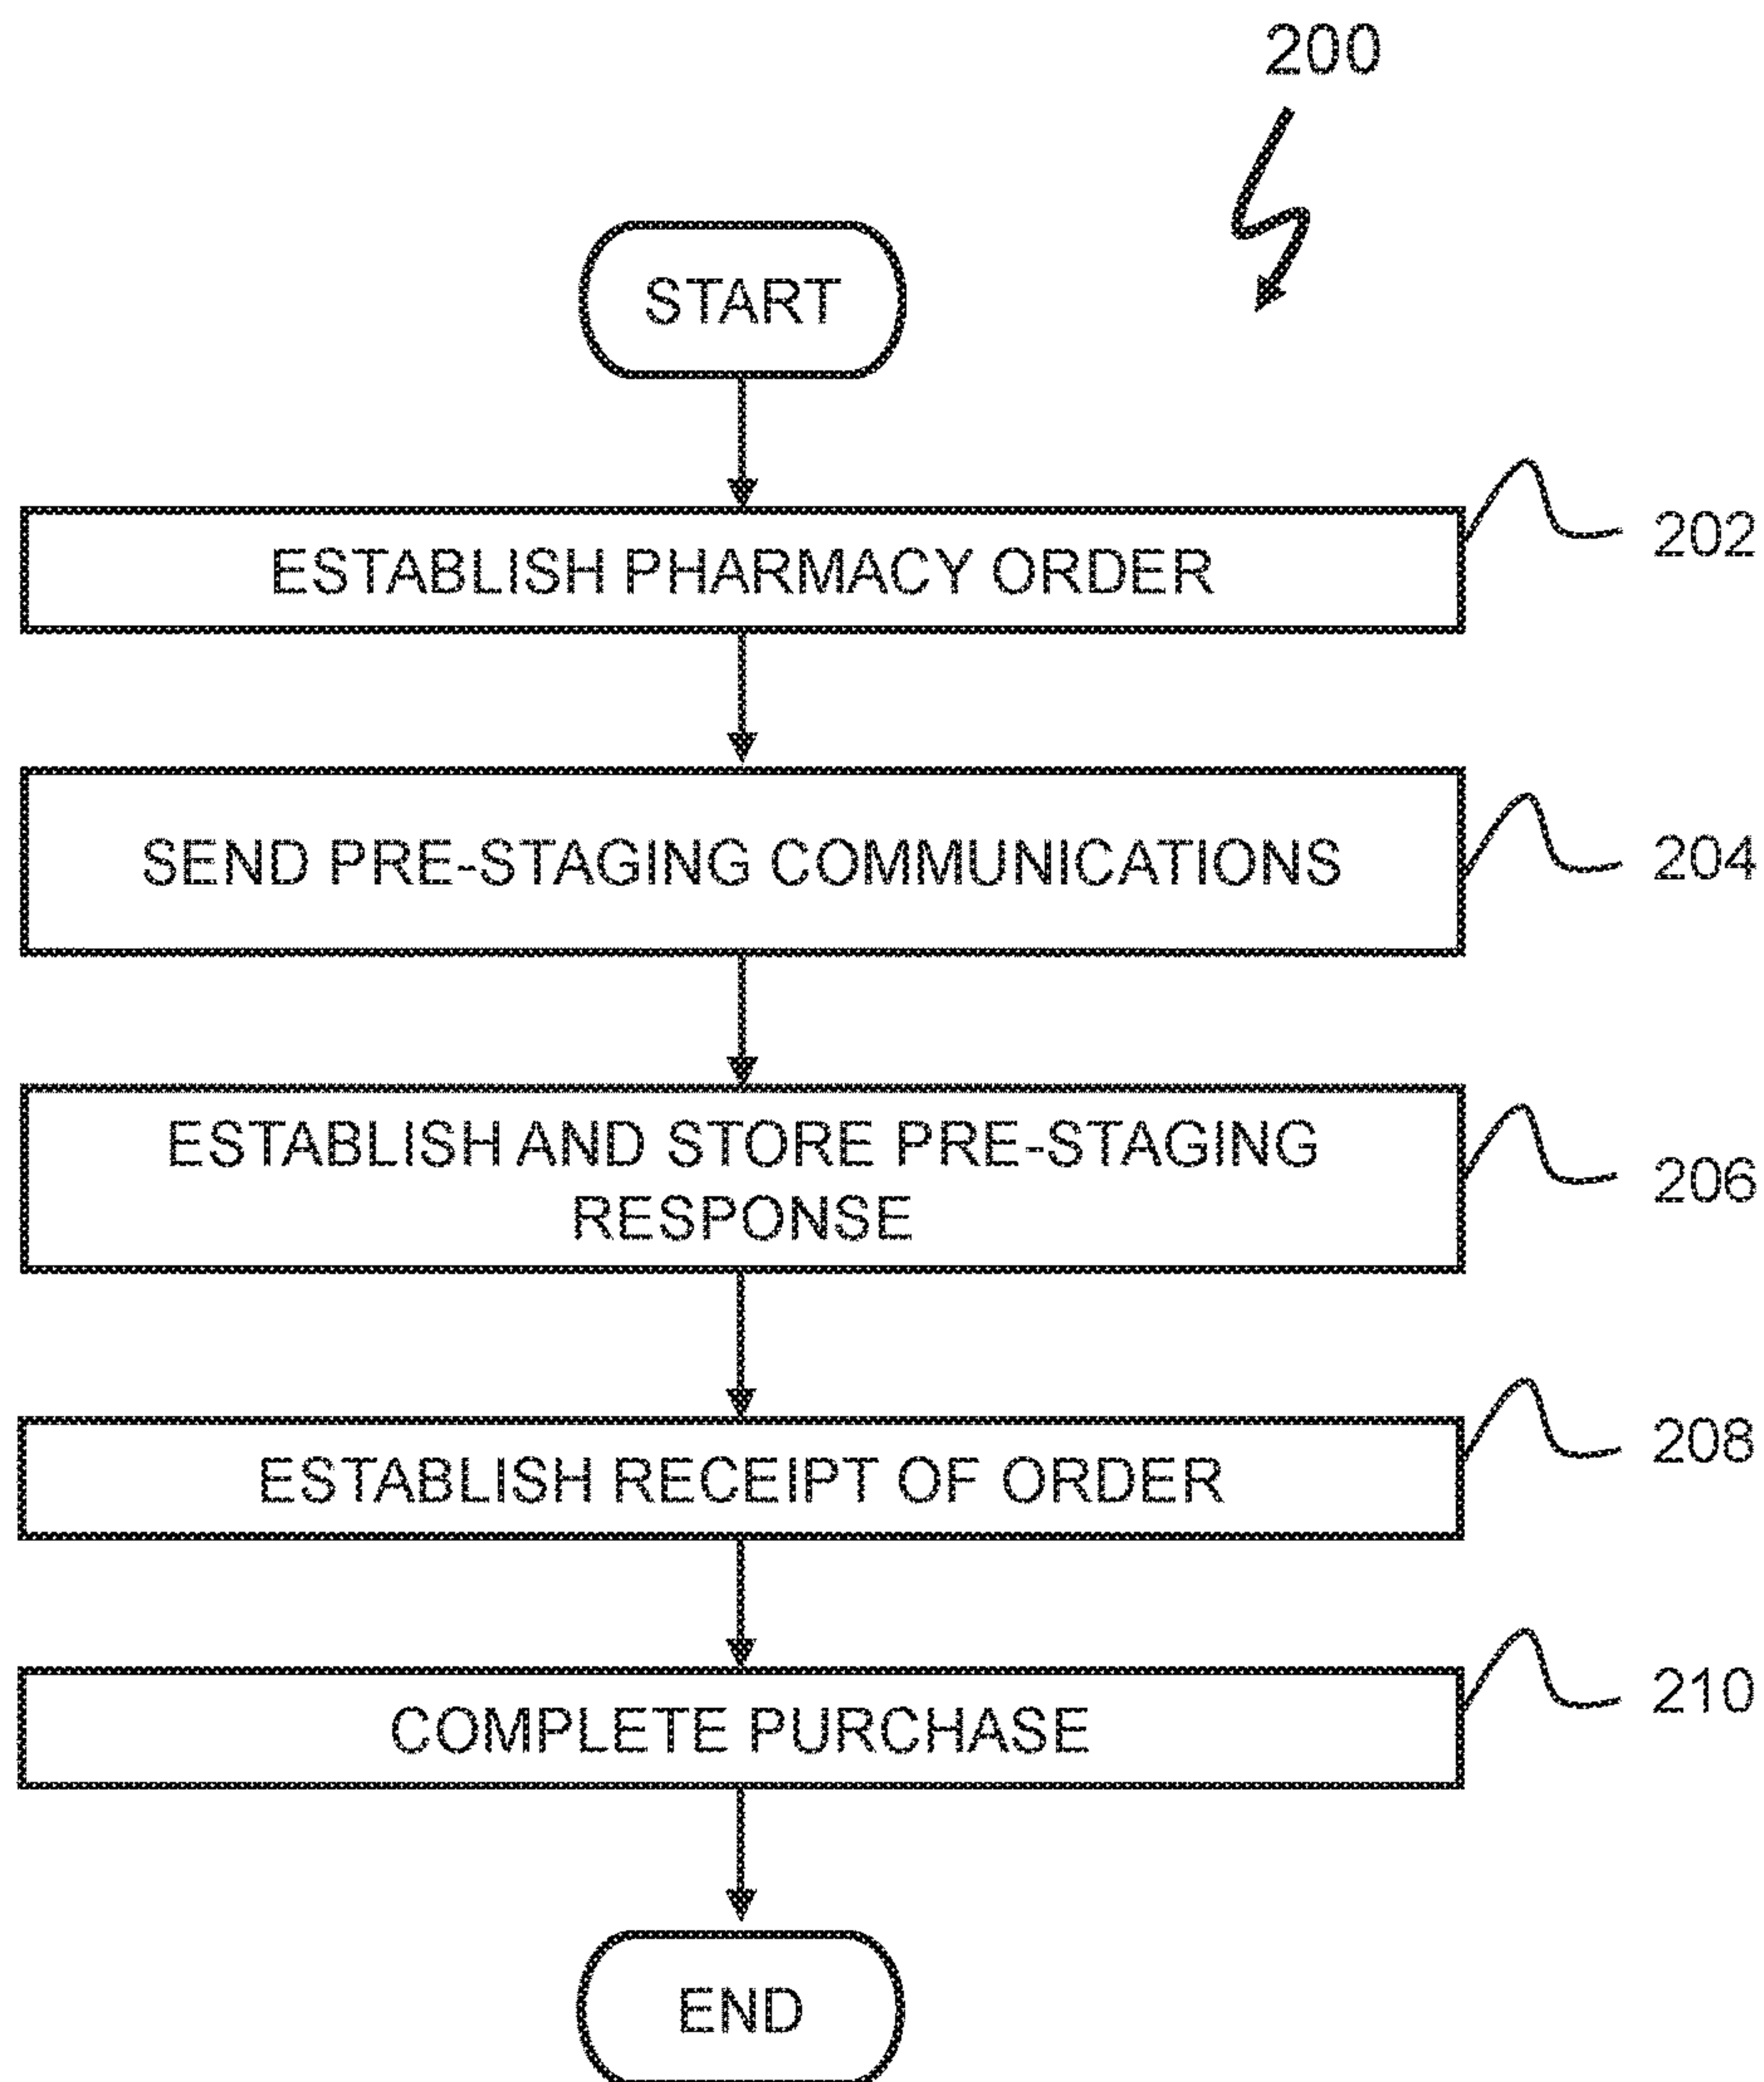 200
START
ESTABLISH PHARMACY ORDER
202
SEND PRE-STAGING COMMUNICATIONS
204
ESTABLISH AND STORE PRE-STAGING
RESPONSE
206
ESTABLISH RECEIPT OF ORDER
208
COMPLETE PURCHASE
210
END